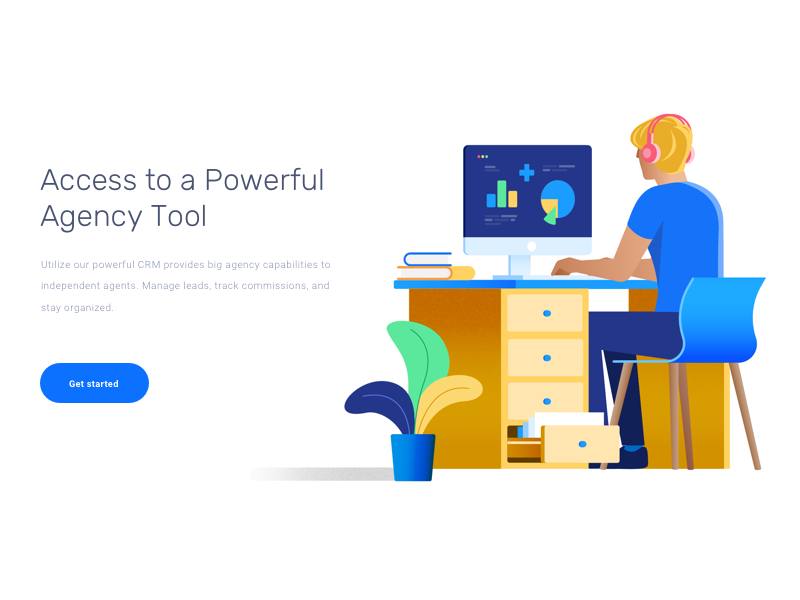 Access to a Powerful
Agency Tool
Utilize our powerful CRM provides big agency capabilities to
independent agents. Manage leads, track commissions, and
stay organized.
Get started